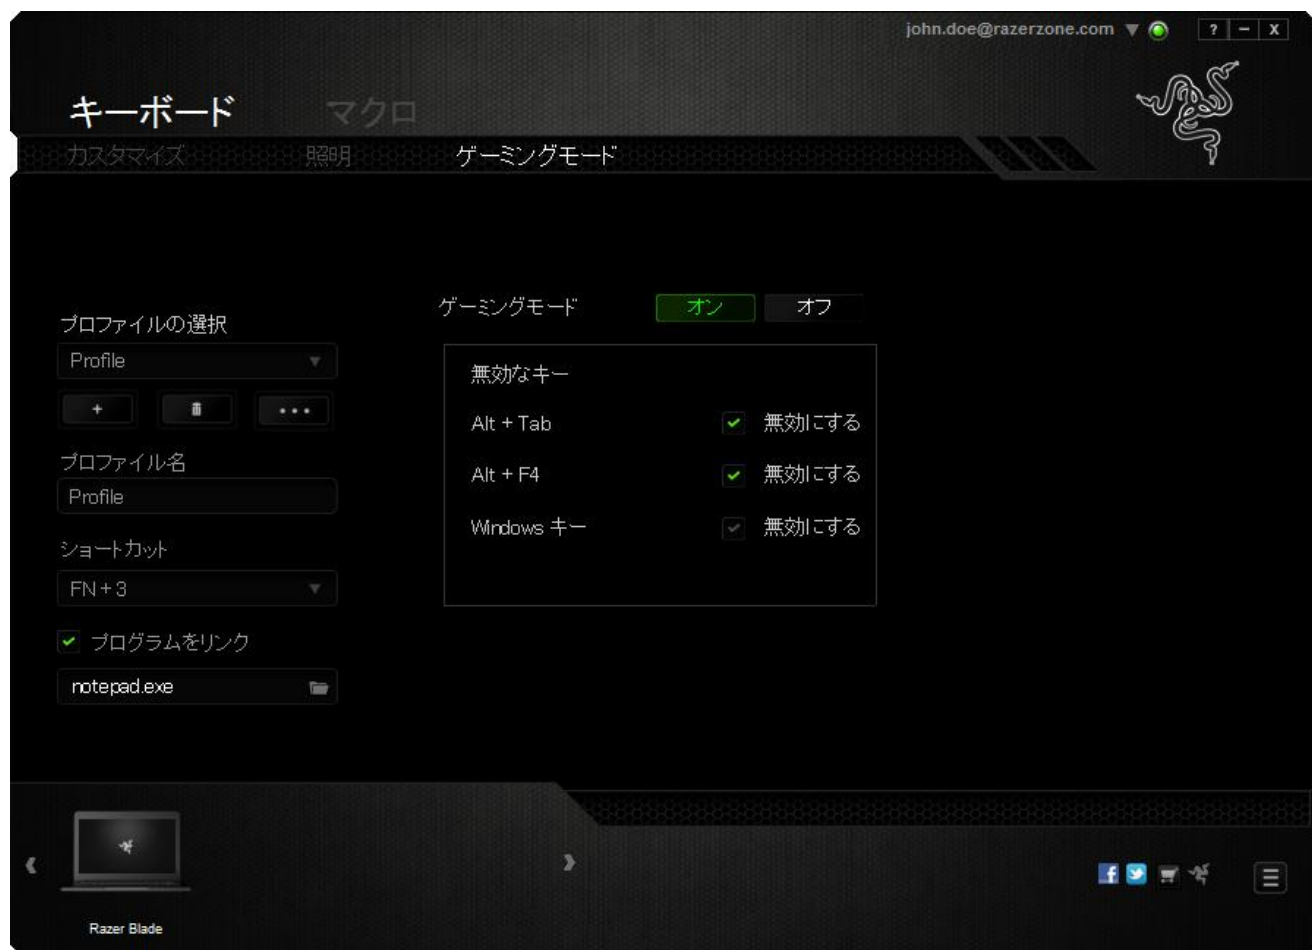 john.doe@razerzone.com
? − X
キーボード マクロ
カスタマイズ 照明 ゲーミングモード
プロファイルの選択
Profile
+ •••
プロファイル名
Profile
ショートカット
FN + 3
プログラムをリンク
notepad.exe
ゲーミングモード オン オフ
無効なキー
Alt + Tab 無効にする
Alt + F4 無効にする
Windows キー 無効にする
Razer Blade